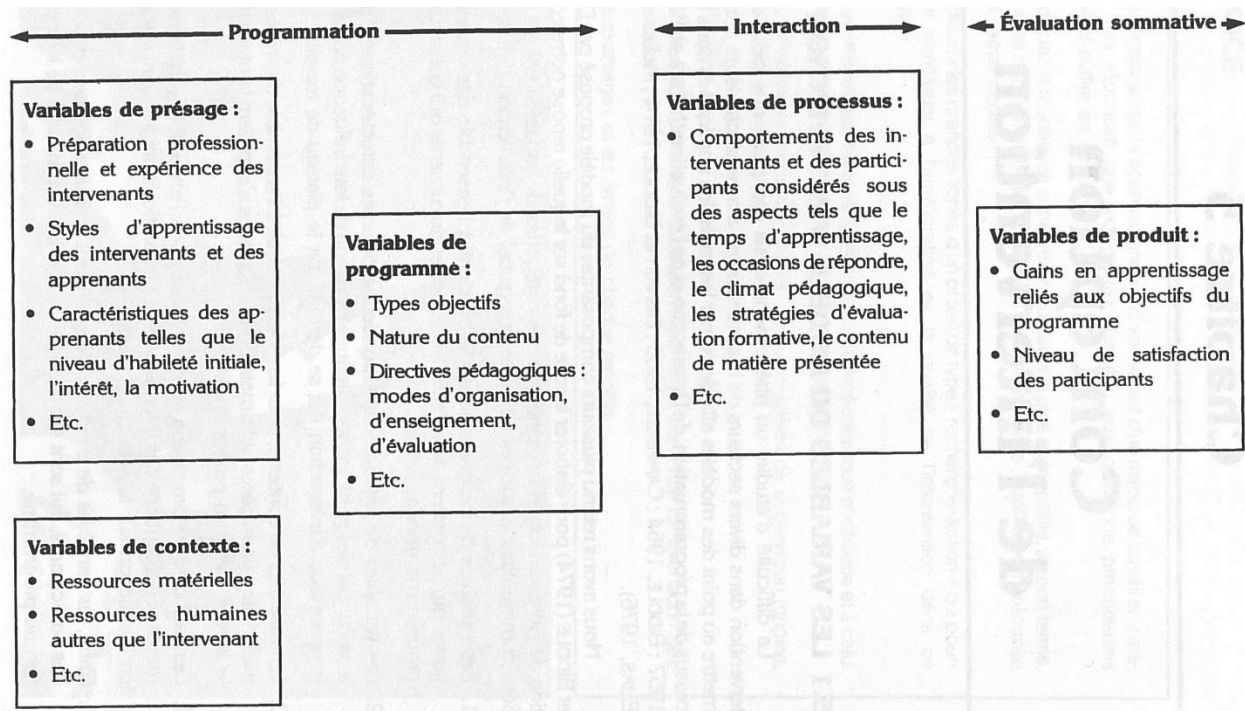 Programmation
Interaction
Évaluation sommative
Variables de présage :
• Préparation profession-
nelle et expérience des
intervenants
• Styles d'apprentissage
des intervenants et des
apprenants
• Caractéristiques des ap-
prenants telles que le
niveau d'habileté initiale,
l'intérêt, la motivation
• Etc.
Variables de contexte :
• Ressources matérielles
• Ressources humaines
autres que l'intervenant
• Etc.
Variables de
programme :
• Types objectifs
• Nature du contenu
• Directives pédagogiques :
modes d'organisation,
d'enseignement,
d'évaluation
• Etc.
Variables de processus :
• Comportements des in-
tervenants et des partici-
pants considérés sous
des aspects tels que le
temps d'apprentissage,
les occasions de répondre,
le climat pédagogique,
les stratégies d'évalua-
tion formative, le contenu
de matière présentée
• Etc.
Variables de produit :
• Gains en apprentissage
reliés aux objectifs du
programme
• Niveau de satisfaction
des participants
• Etc.